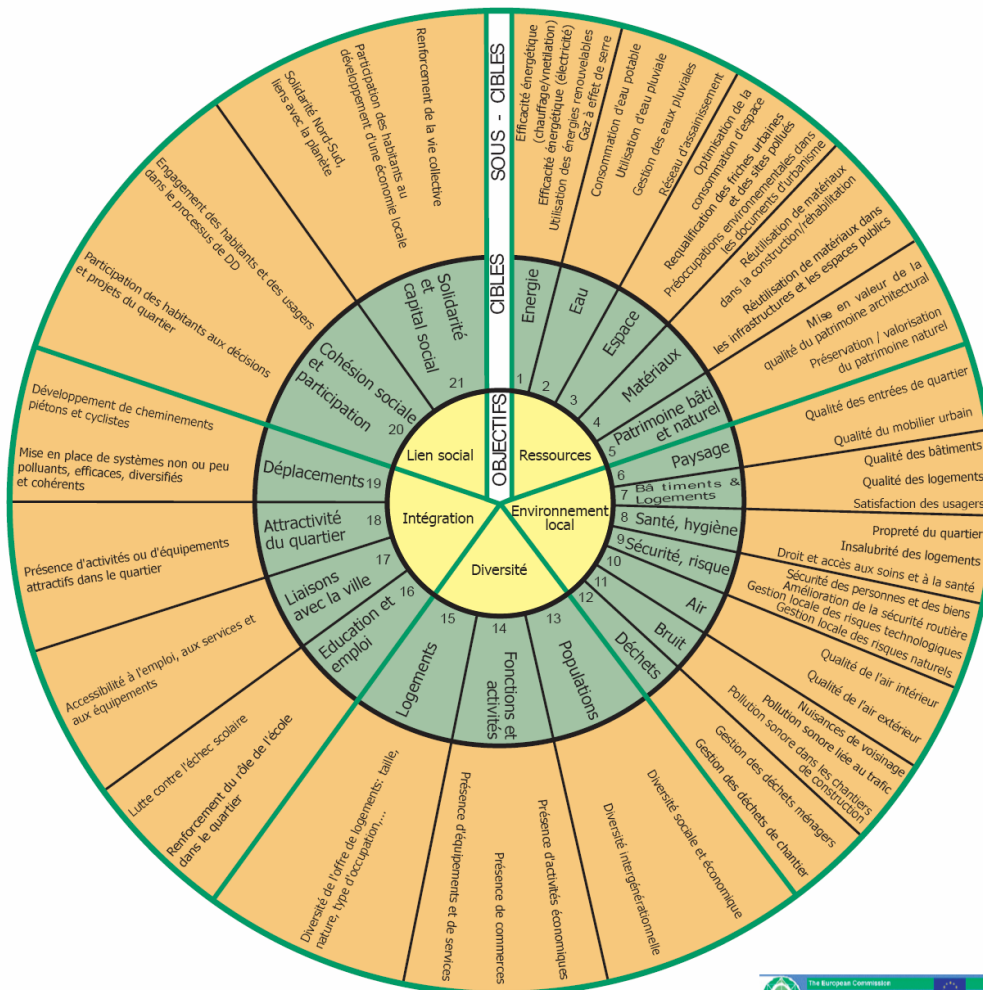 SOUS - CIBLES
CIBLES
OBJECTIFS
Ressources
Environnement
local
Diversité
Intégration
Lien social
1
Energie
Efficacité énergétique
(chauffage/vnetilation)
Efficacité énergétique (électricité)
Utilisation des énergies renouvelables
Gaz à effet de serre
2
Eau
Consommation d'eau potable
Utilisation d'eau pluviale
Gestion des eaux pluviales
Réseau d'assainissement
3
Espace
Optimisation de la
consommation d'espace
Requalification des friches urbaines
et des sites pollués
Préoccupations environnementales dans
les documents d'urbanisme
4
Matériaux
Réutilisation de matériaux
dans la construction/réhabilitation
Réutilisation de matériaux dans
les infrastructures et les espaces publics
5
Patrimoine bâti
et naturel
Mise en valeur de la
qualité du patrimoine architectural
Préservation / valorisation
du patrimoine naturel
6
Paysage
Qualité des entrées de quartier
Qualité du mobilier urbain
7
Bâ timents &
Logements
Qualité des bâtiments
Qualité des logements
Satisfaction des usagers
8
Santé, hygiène
Propreté du quartier
Insalubrité des logements
Droit et accès aux soins et à la santé
9
Sécurité, risque
Sécurité des personnes et des biens
Amélioration de la sécurité routière
Gestion locale des risques technologiques
Gestion locale des risques naturels
10
Air
Qualité de l'air intérieur
Qualité de l'air extérieur
11
Bruit
Nuisances de voisinage
Pollution sonore liée au trafic
Pollution sonore dans les chantiers
de construction
12
Déchets
Gestion des déchets ménagers
Gestion des déchets de chantier
13
Populations
Diversité sociale et économique
Diversité intergénérationnelle
14
Fonctions et
activités
Présence d'activités économiques
Présence de commerces
Présence d'équipements et de services
15
Logements
Diversité de l'offre de logements: taille,
nature, type d'occupation,...
16
Education et
emploi
Renforcement du rôle de l'école
dans le quartier
Lutte contre l'échec scolaire
17
Liaisons
avec la ville
Accessibilité à l'emploi, aux services et
aux équipements
18
Attractivité
du quartier
Présence d'activités ou d'équipements
attractifs dans le quartier
19
Déplacements
Mise en place de systèmes non ou peu
polluants, efficaces, diversifiés
et cohérents
Développement de cheminements
piétons et cyclistes
20
Cohésion sociale
et
participation
Participation des habitants aux décisions
et projets du quartier
Engagement des habitants et des usagers
dans le processus de DD
21
Solidarité
et
capital social
Solidarité Nord-Sud,
liens avec la planète
Participation des habitants au
développement d'une économie locale
Renforcement de la vie collective
The European Commission